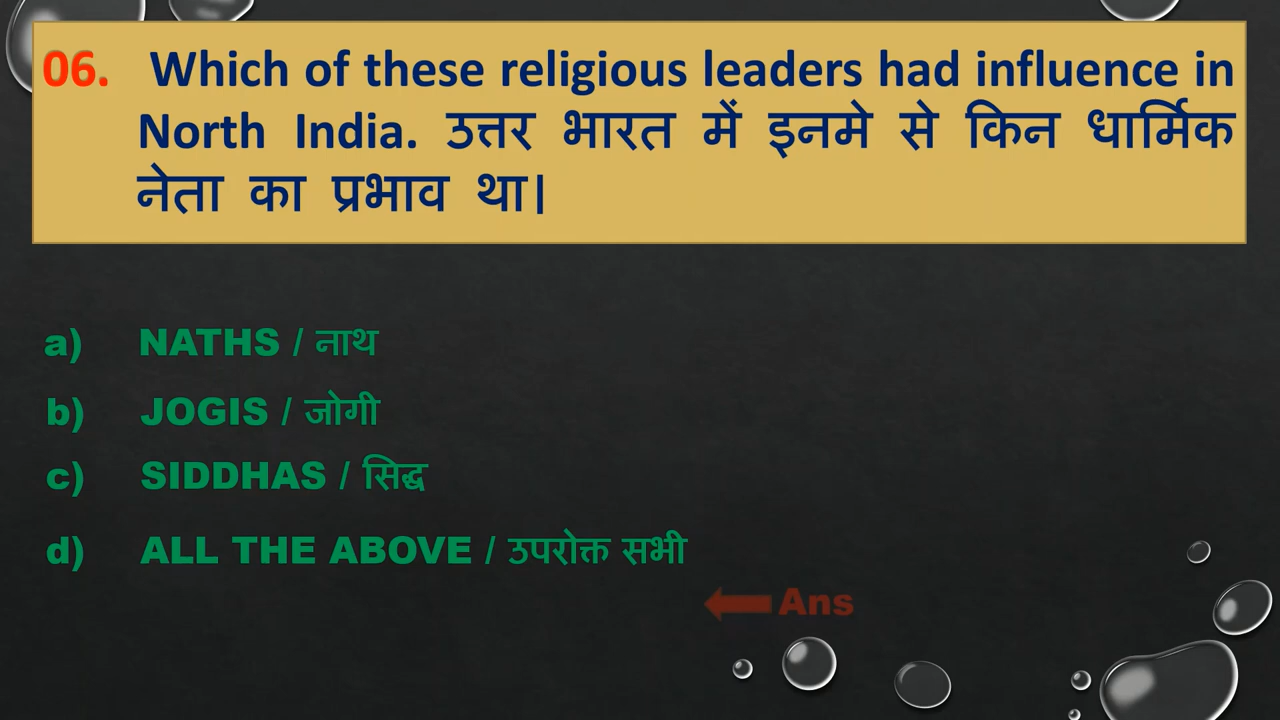 06. Which of these religious leaders had influence in
North India. उत्तर भारत में इनमे से किन धार्मिक
नेता का प्रभाव था।
a) NATHS / नाथ
b) JOGIS / जोगी
c) SIDDHAS / सिद्ध
d) ALL THE ABOVE / उपरोक्त सभी
Ans